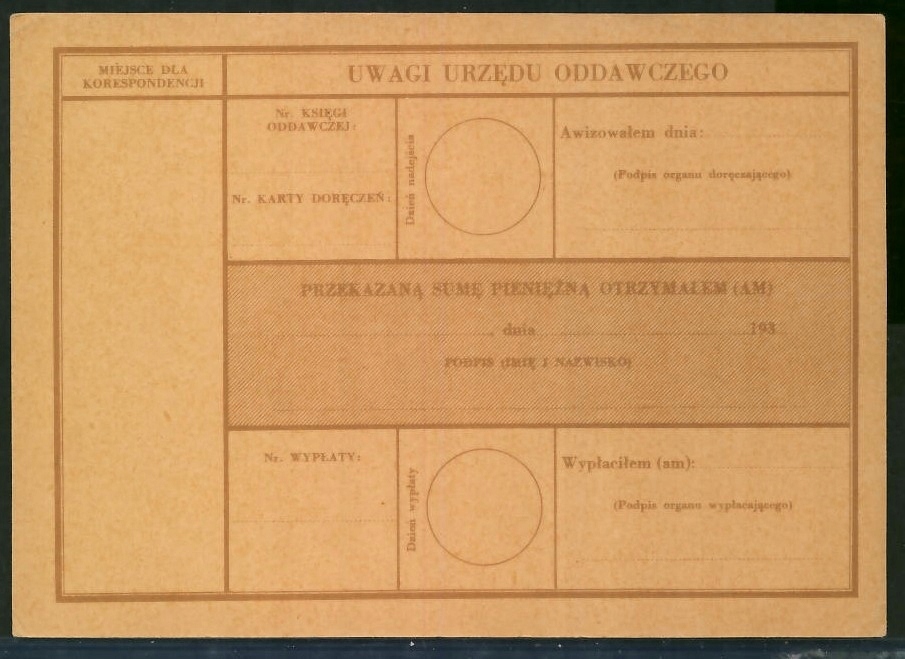 MIEJSCE DLA
KORESPONDENCJI
UWAGI URZĘDU ODDAWCZEGO
Nr. KSIĘGI
ODDAWCZEJ:
Nr. KARTY DORĘCZEŃ:
Dzień nadejścia
Awizowałem dnia:
(Podpis organu doręczającego)
PRZEKAZANĄ SUMĘ PIENIĘŻNĄ OTRZYMAŁEM (AM)
, dnia 193
PODPIS (IMIĘ I NAZWISKO)
Nr. WYPŁATY:
Dzień wypłaty
Wypłaciłem (am):
(Podpis organu wypłacającego)